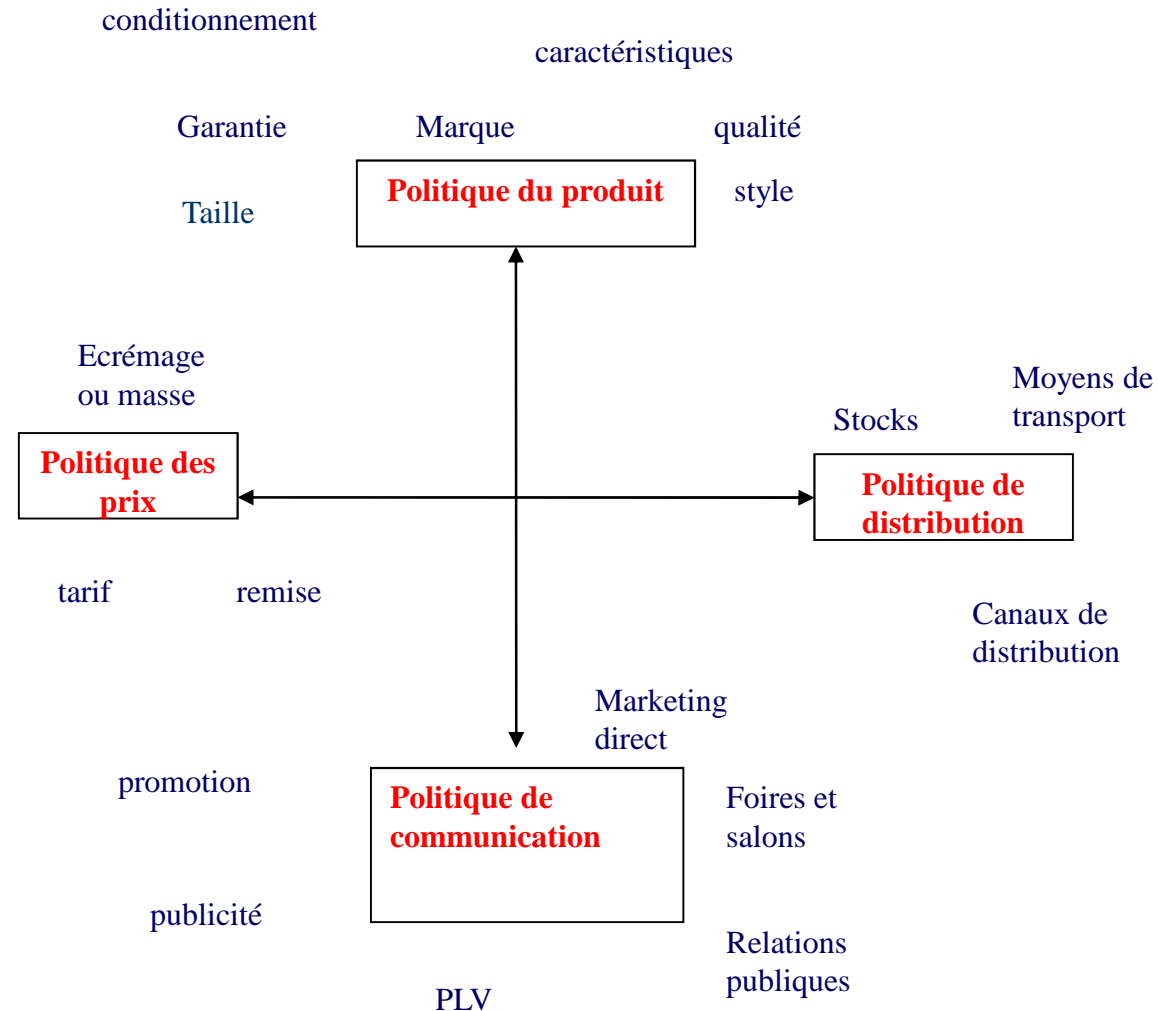 conditionnement
caractéristiques
Garantie
Marque
qualité
Politique du produit
style
Taille
Ecrémage
ou masse
Moyens de
transport
Stocks
Politique des
prix
Politique de
distribution
tarif
remise
Canaux de
distribution
Marketing
direct
promotion
Politique de
communication
Foires et
salons
publicité
Relations
publiques
PLV